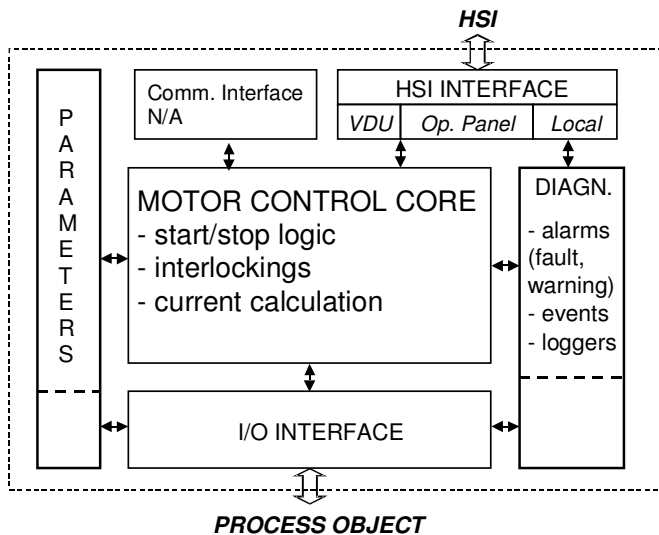 HSI
PARAMETERS
Comm. Interface
N/A
HSI INTERFACE
VDU Op. Panel Local
MOTOR CONTROL CORE
- start/stop logic
- interlockings
- current calculation
DIAGN.
- alarms
(fault,
warning)
- events
- loggers
I/O INTERFACE
PROCESS OBJECT